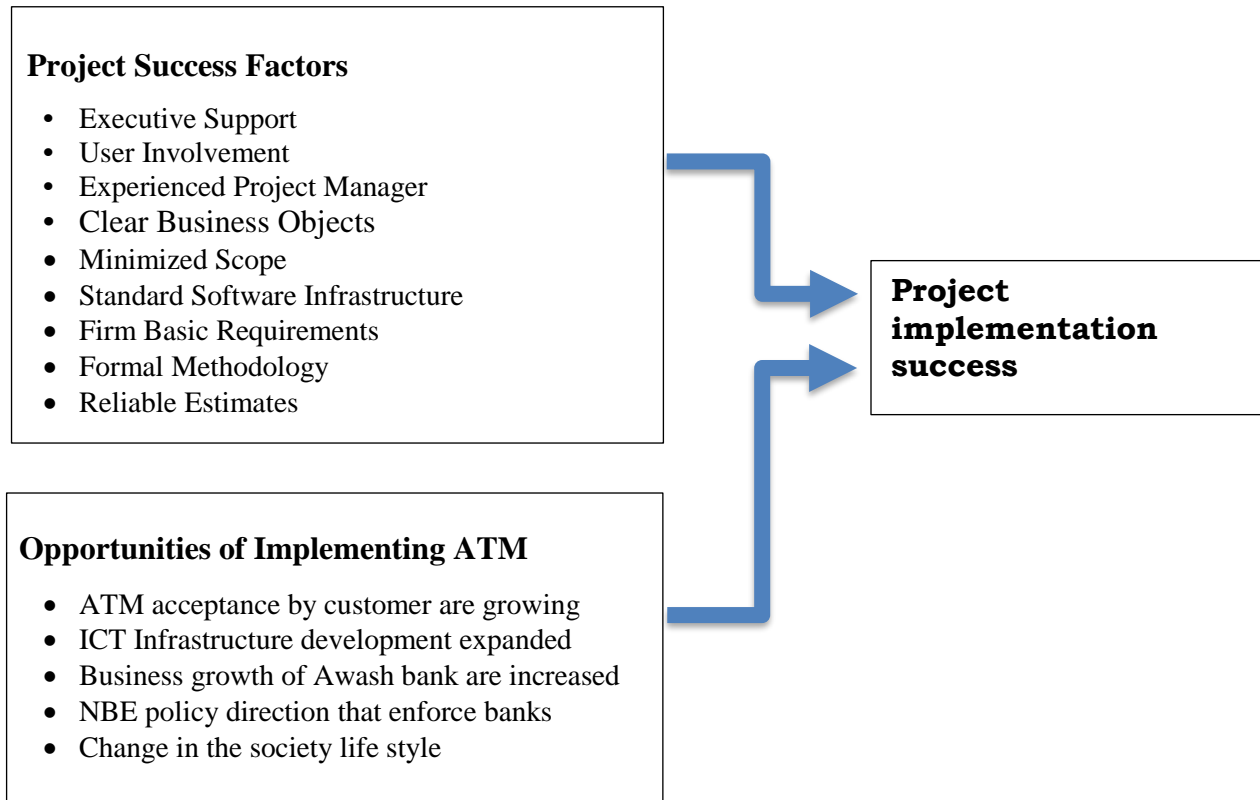 Project Success Factors
• Executive Support
• User Involvement
• Experienced Project Manager
• Clear Business Objects
• Minimized Scope
• Standard Software Infrastructure
• Firm Basic Requirements
• Formal Methodology
• Reliable Estimates
Project
implementation
success
Opportunities of Implementing ATM
• ATM acceptance by customer are growing
• ICT Infrastructure development expanded
• Business growth of Awash bank are increased
• NBE policy direction that enforce banks
• Change in the society life style